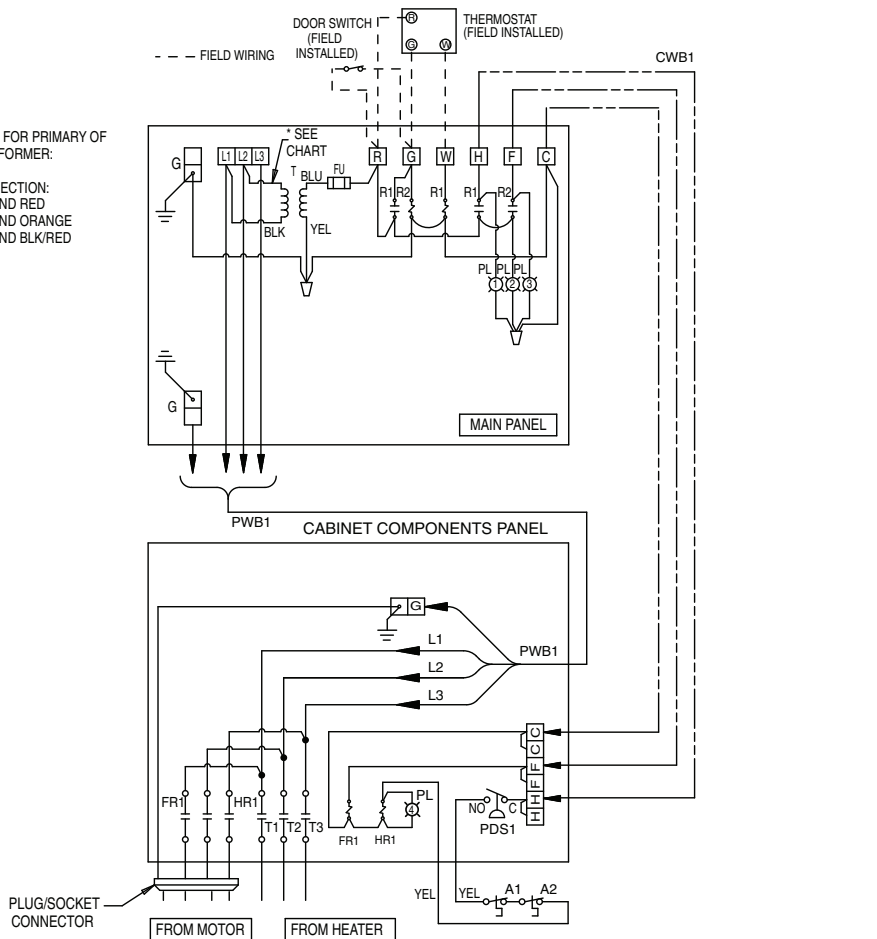 DOOR SWITCH
(FIELD
INSTALLED)
THERMOSTAT
(FIELD INSTALLED)
R
G
W
FIELD WIRING
CWB1
FOR PRIMARY OF
FORMER:
ECTION:
ND RED
ND ORANGE
ND BLK/RED
G
L1 L2 L3
* SEE
CHART
T
BLU
FU
R
G
W
H
F
C
R1 R2
R1
R1
R2
BLK
YEL
PL PL PL
1
2
3
G
MAIN PANEL
PWB1
CABINET COMPONENTS PANEL
G
L1
L2
L3
PWB1
C
C
F
F
H
H
FR1
HR1
T1 T2 T3
FR1
HR1
PL
4
NO
C
PDS1
YEL
YEL
A1
A2
PLUG/SOCKET
CONNECTOR
FROM MOTOR
FROM HEATER